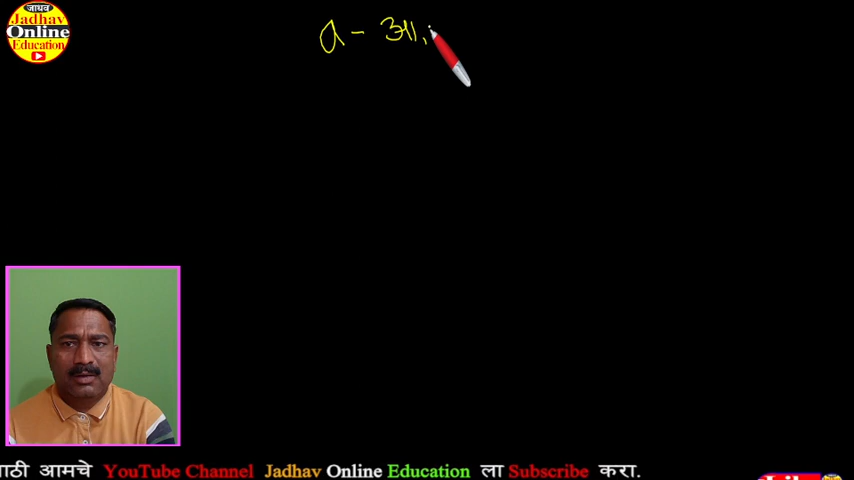 जाधव
Jadhav
Online
Education
a - आ,
ाठी आमचे YouTube Channel Jadhav Online Education ला Subscribe करा.